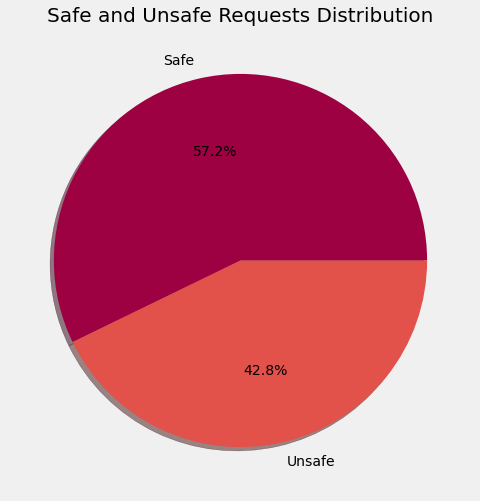 Safe and Unsafe Requests Distribution
Safe
57.2%
42.8%
Unsafe